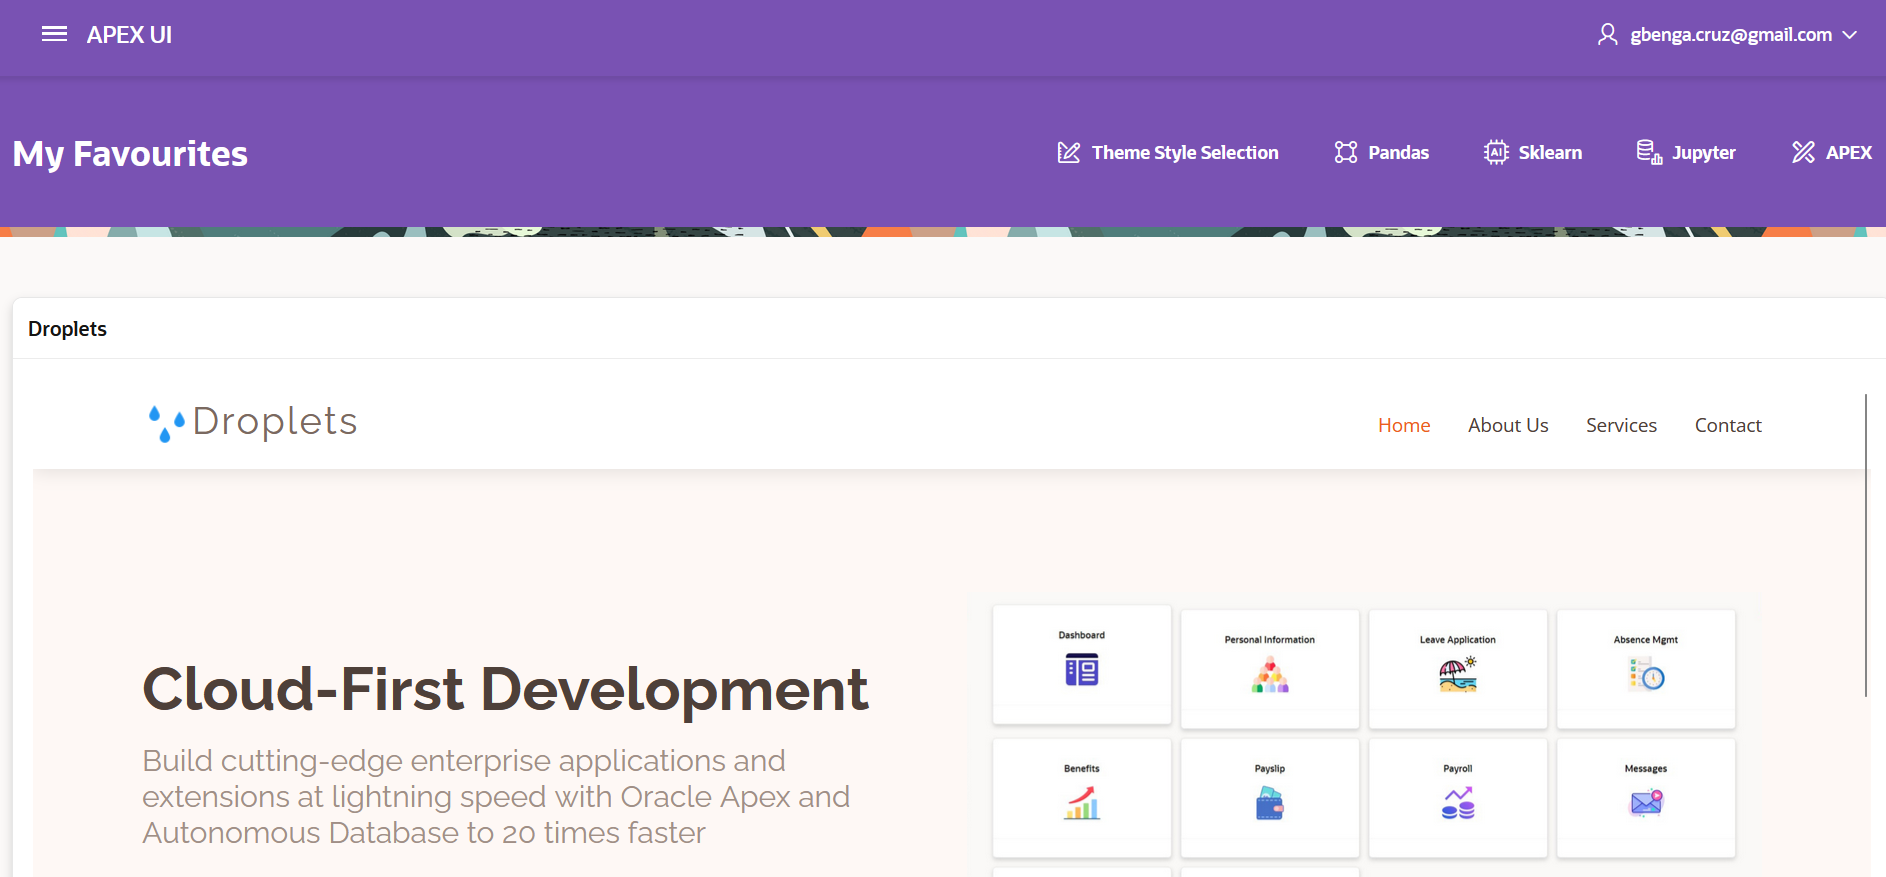 APEX UI
gbenga.cruz@gmail.com
My Favourites
Theme Style Selection
Pandas
AI
Sklearn
Jupyter
APEX
Droplets
Droplets
Home
About Us
Services
Contact
Cloud-First Development
Build cutting-edge enterprise applications and
extensions at lightning speed with Oracle Apex and
Autonomous Database to 20 times faster
Dashboard
Personal Information
Leave Application
Absence Mgmt
Benefits
Payslip
Payroll
Messages